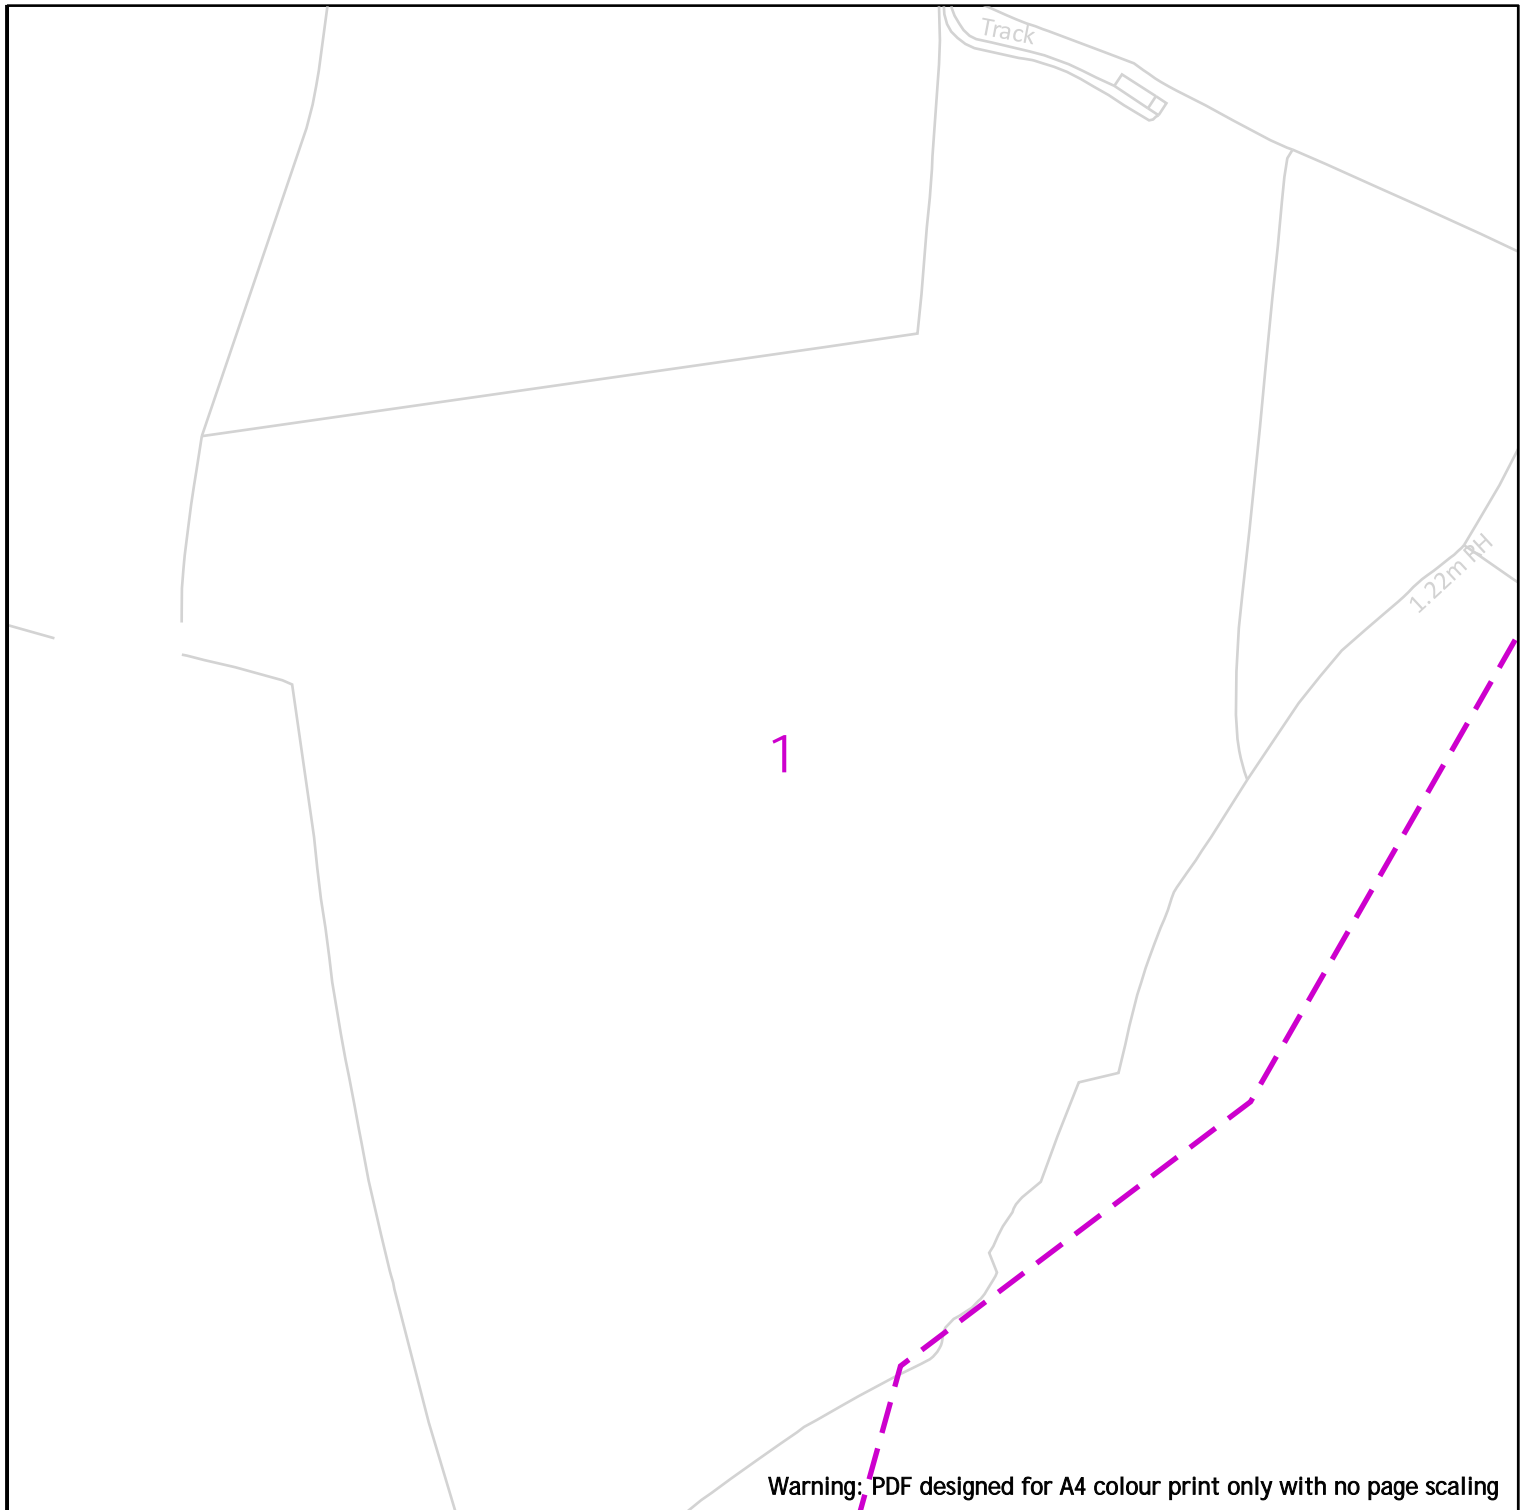 Track
1.22m RH
1
Warning: PDF designed for A4 colour print only with no page scaling